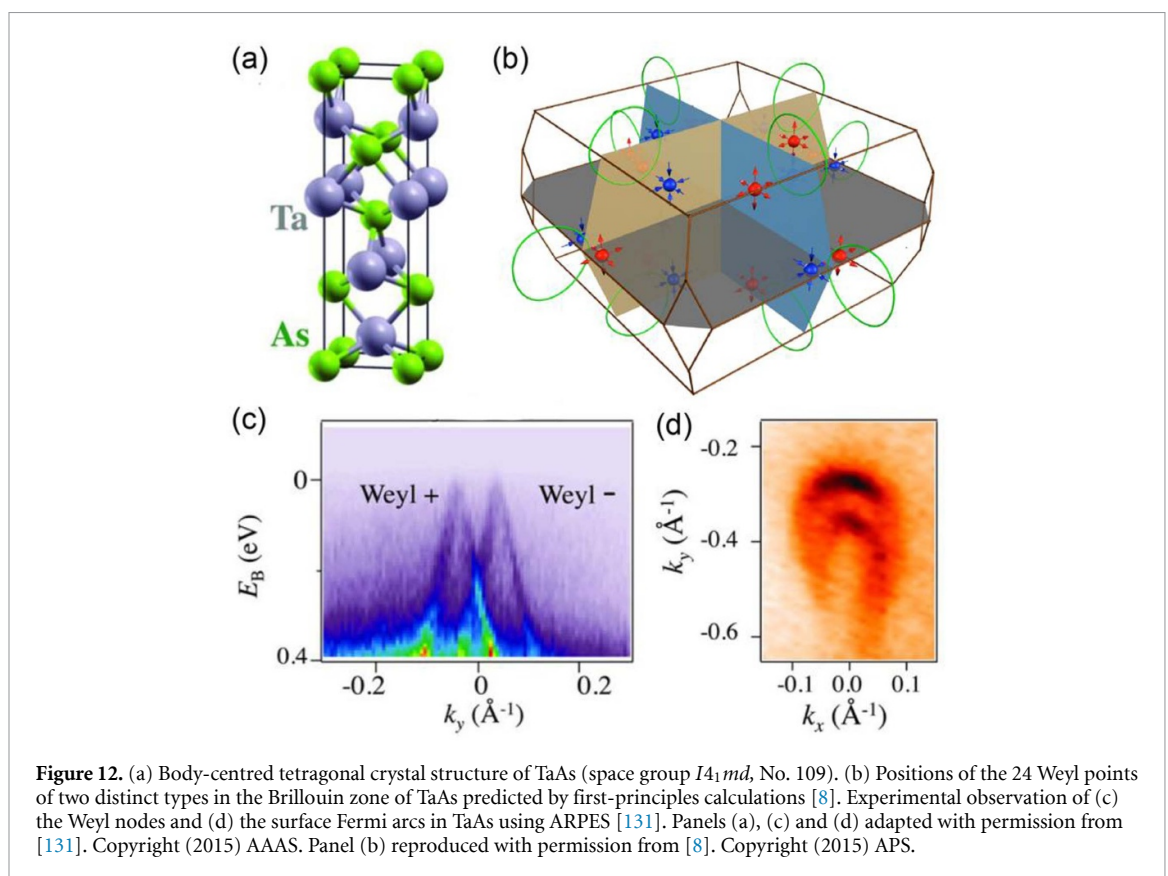 (a)
(b)
Ta
As
(c)
(d)
Weyl +
Weyl −
0
0.4
E_B (eV)
-0.2
0
0.2
k_y (Å⁻¹)
-0.2
-0.4
-0.6
k_y (Å⁻¹)
-0.1
0.0
0.1
k_x (Å⁻¹)
Figure 12. (a) Body-centred tetragonal crystal structure of TaAs (space group I4₁md, No. 109). (b) Positions of the 24 Weyl points
of two distinct types in the Brillouin zone of TaAs predicted by first-principles calculations [8]. Experimental observation of (c)
the Weyl nodes and (d) the surface Fermi arcs in TaAs using ARPES [131]. Panels (a), (c) and (d) adapted with permission from
[131]. Copyright (2015) AAAS. Panel (b) reproduced with permission from [8]. Copyright (2015) APS.